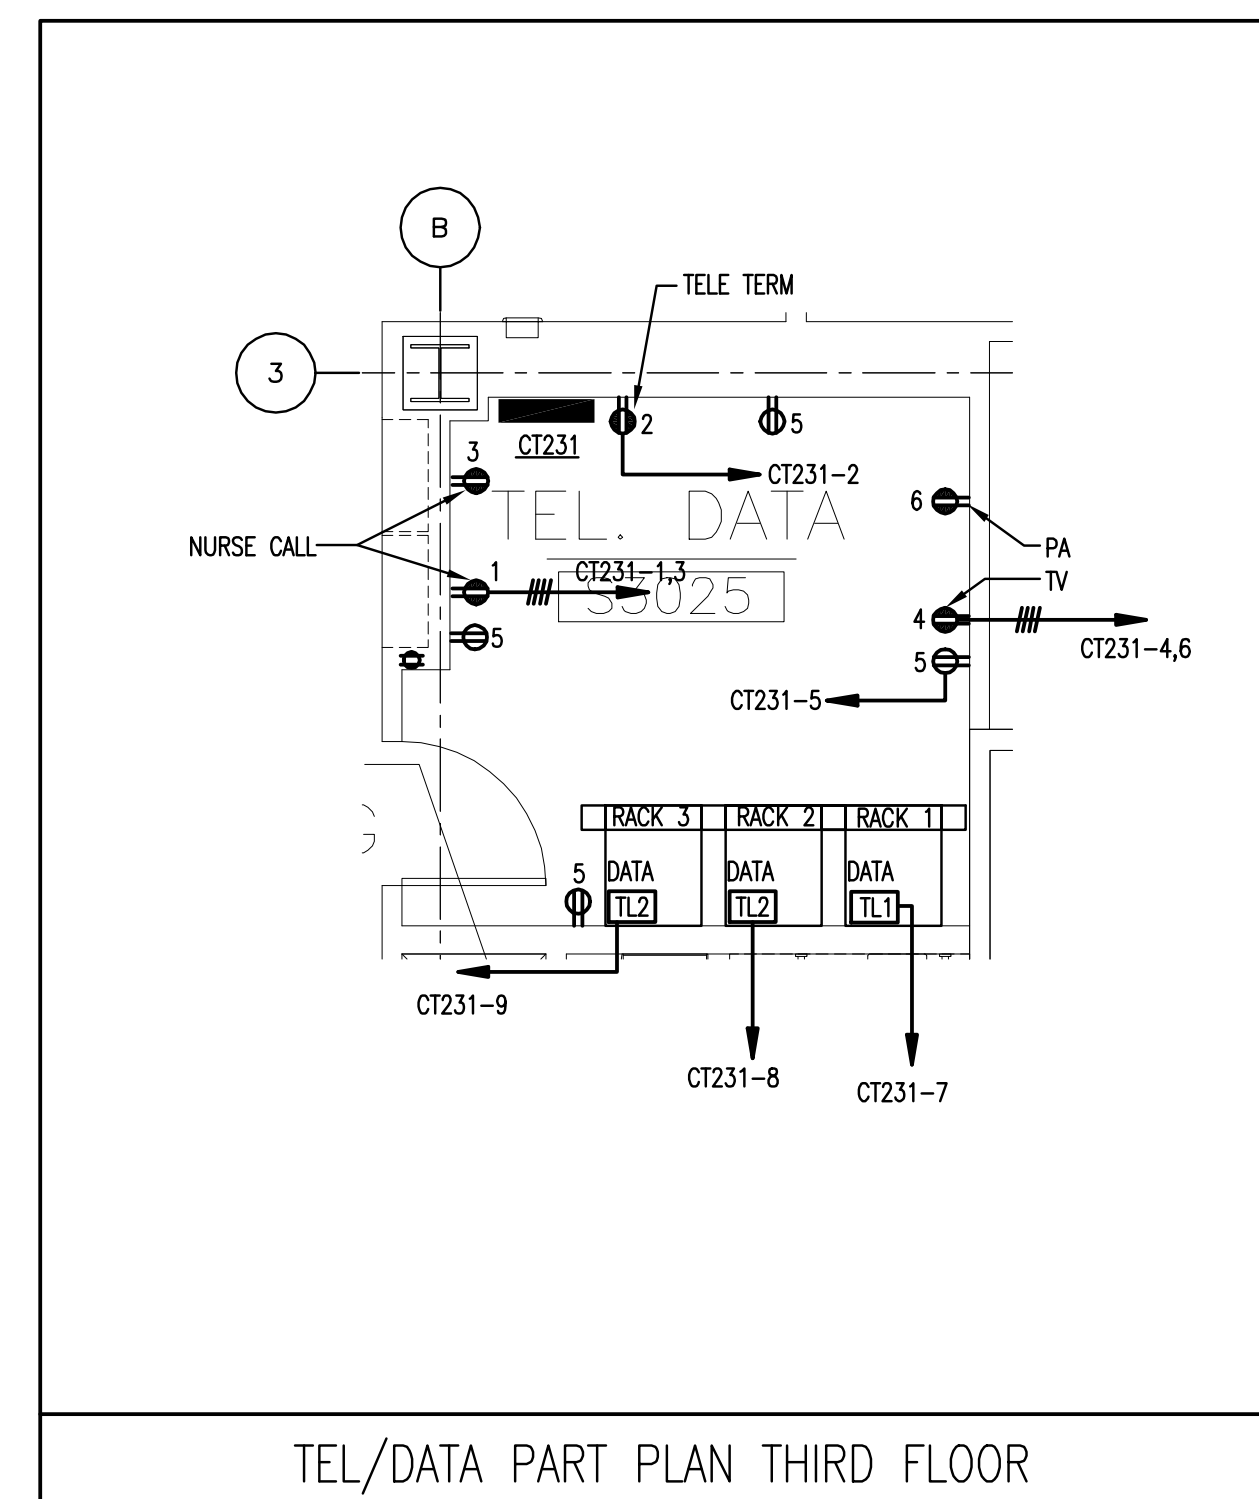 B
TELE TERM
3
2
5
CT231
3
CT231-2
6
TEL. DATA
NURSE CALL
PA
1
CT231-1,3
TV
S3025
4
5
CT231-4,6
5
CT231-5
RACK 3
RACK 2
RACK 1
5
DATA
DATA
DATA
TL2
TL2
TL1
CT231-9
CT231-8
CT231-7
TEL/DATA PART PLAN THIRD FLOOR